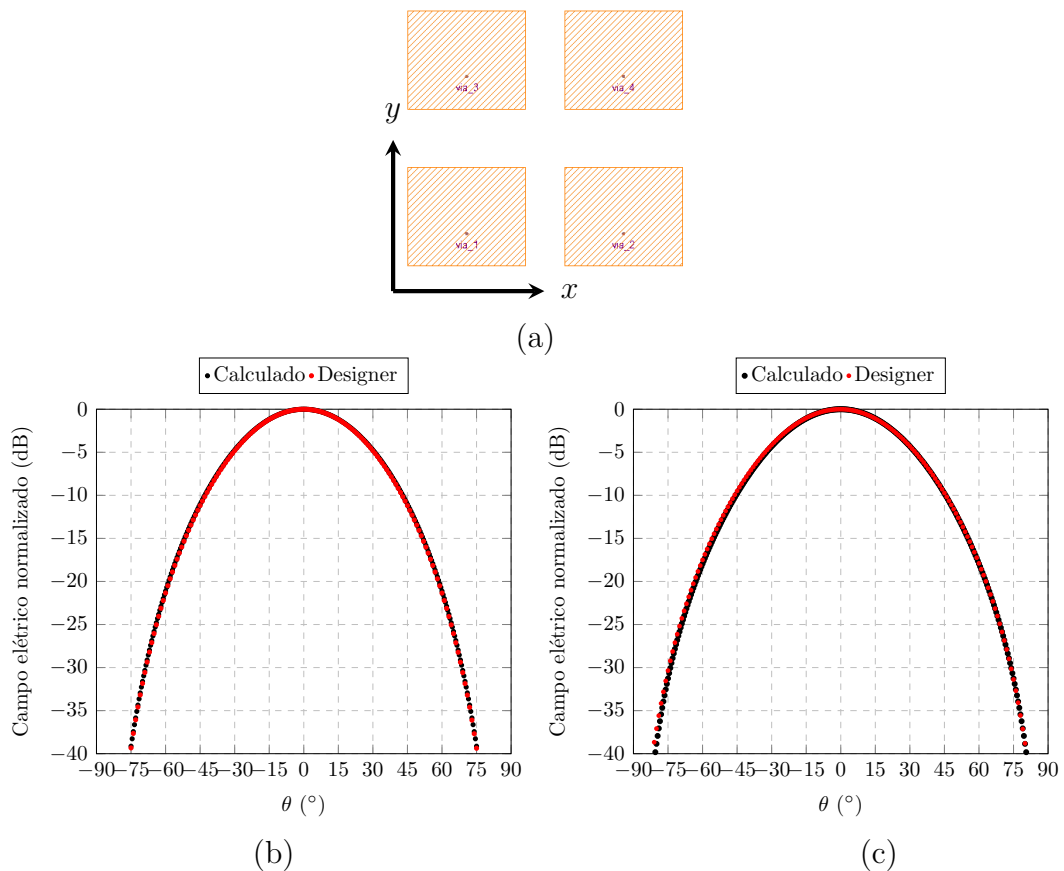 via_3
via_4
y
via_1
via_2
x
(a)
Calculado Designer
Campo elétrico normalizado (dB)
0
−5
−10
−15
−20
−25
−30
−35
−40
−90 −75 −60 −45 −30 −15 0 15 30 45 60 75 90
θ (°)
(b)
Calculado Designer
Campo elétrico normalizado (dB)
0
−5
−10
−15
−20
−25
−30
−35
−40
−90 −75 −60 −45 −30 −15 0 15 30 45 60 75 90
θ (°)
(c)